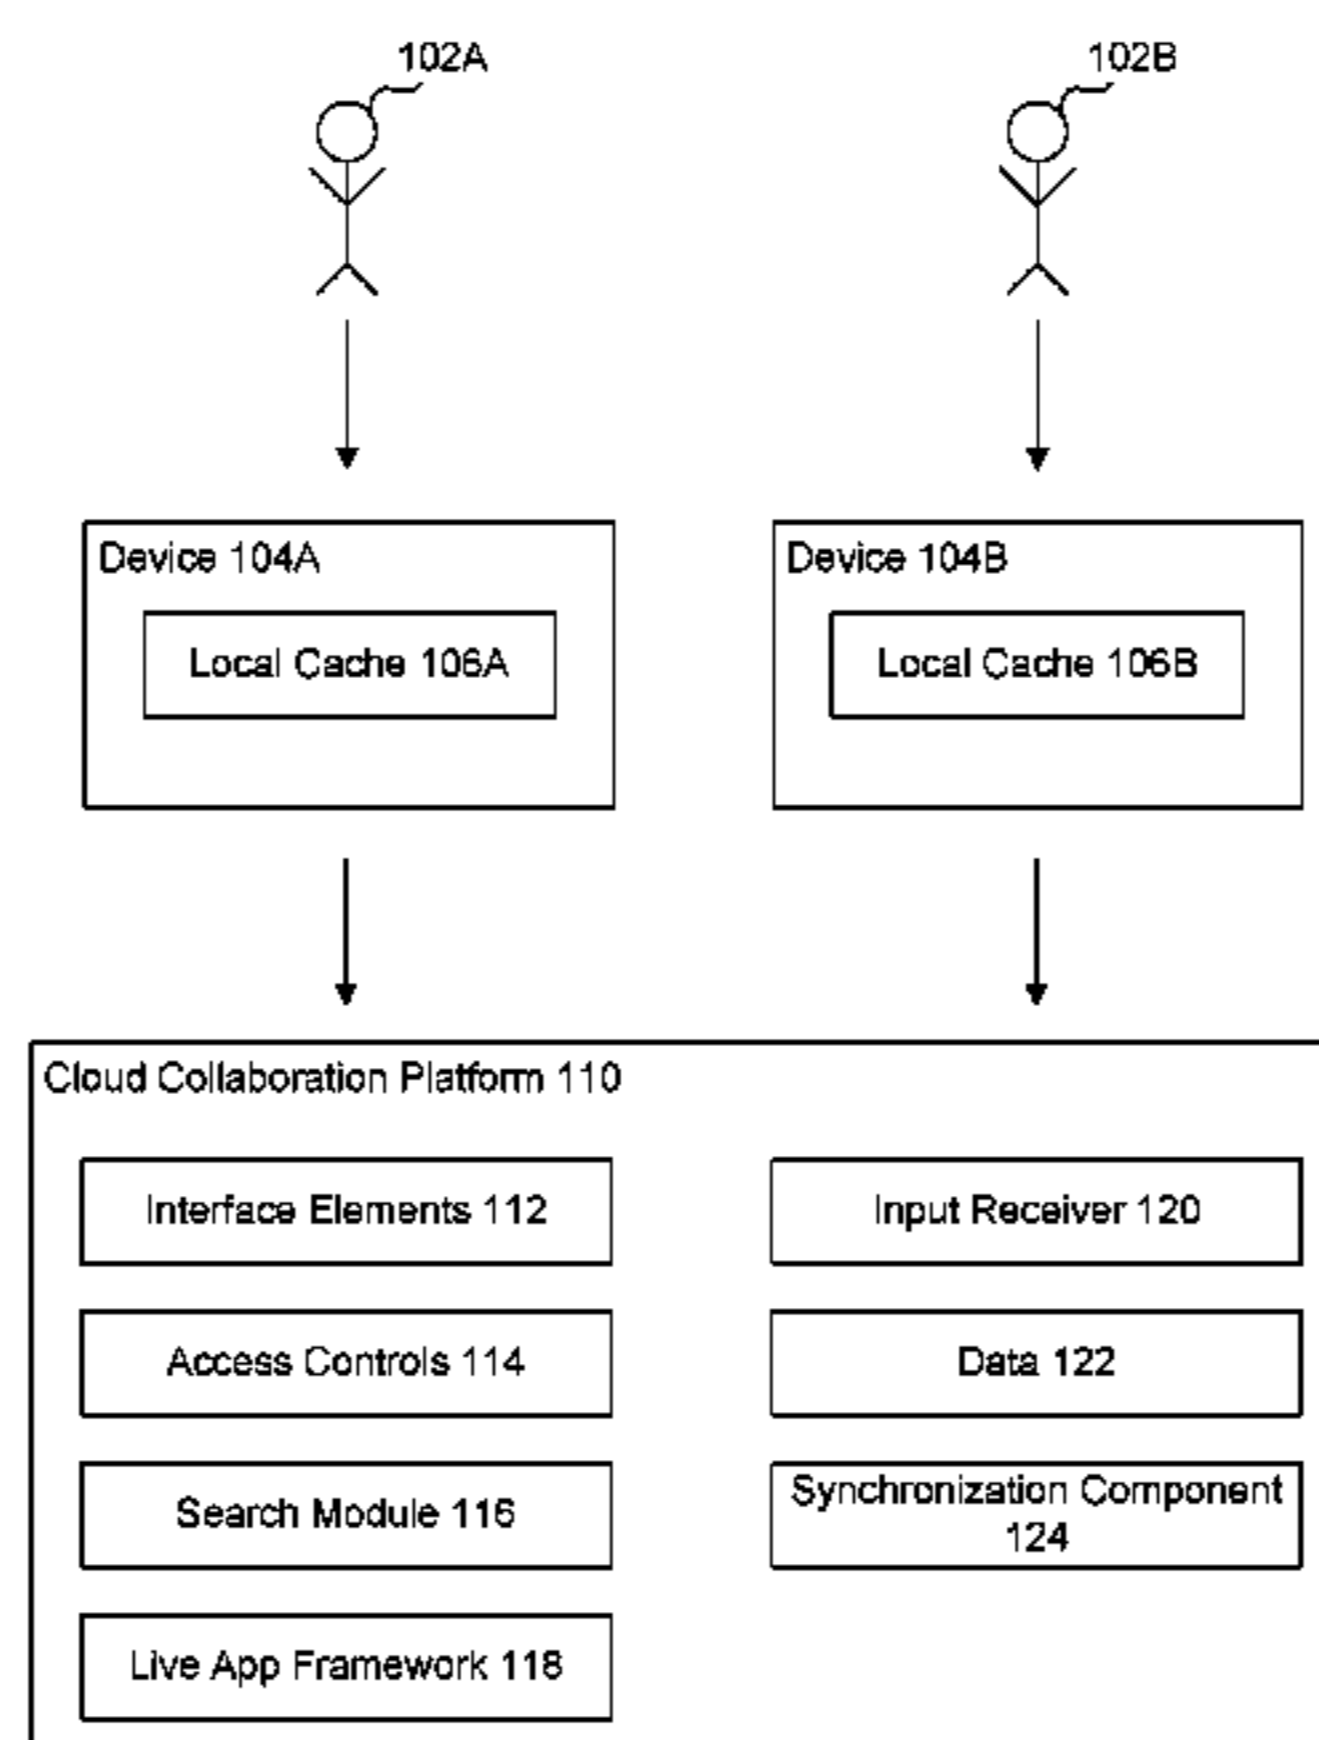 102A
102B
Device 104A
Local Cache 106A
Device 104B
Local Cache 106B
Cloud Collaboration Platform 110
Interface Elements 112
Access Controls 114
Search Module 116
Live App Framework 118
Input Receiver 120
Data 122
Synchronization Component
124